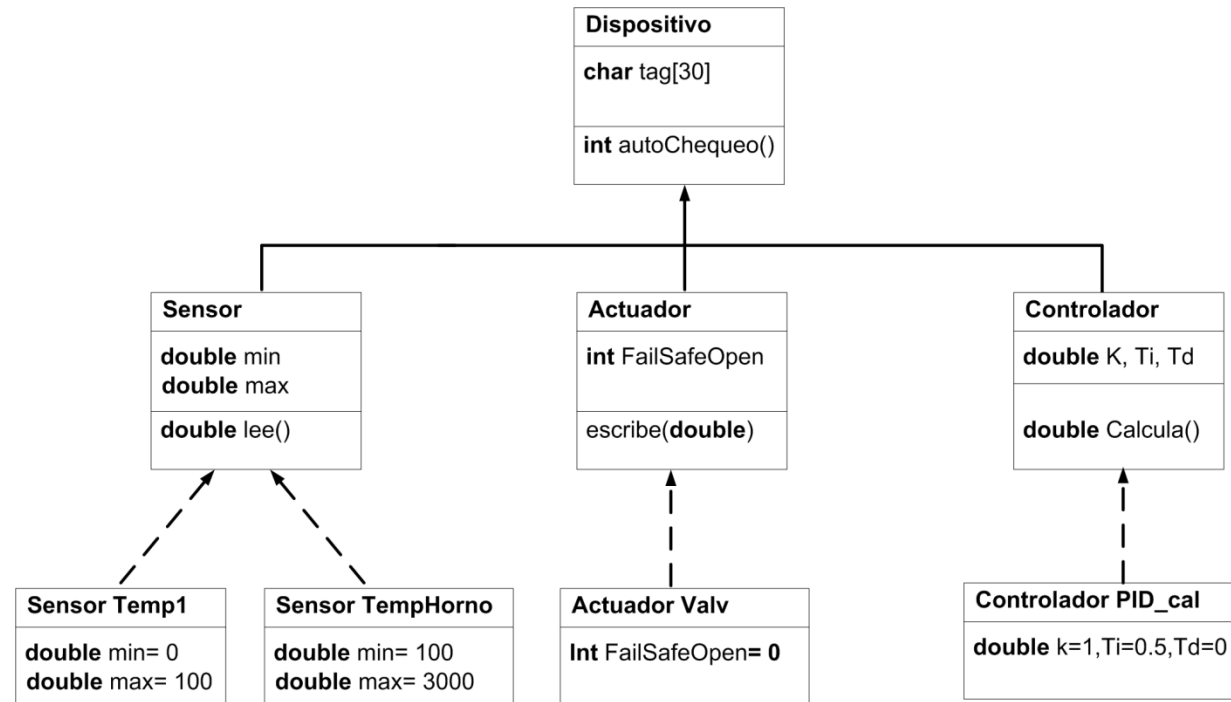 Dispositivo
char tag[30]
int autoChequeo()
Sensor
double min
double max
double lee()
Actuador
int FailSafeOpen
escribe(double)
Controlador
double K, Ti, Td
double Calcula()
Sensor Temp1
double min= 0
double max= 100
Sensor TempHorno
double min= 100
double max= 3000
Actuador Valv
Int FailSafeOpen= 0
Controlador PID_cal
double k=1,Ti=0.5,Td=0